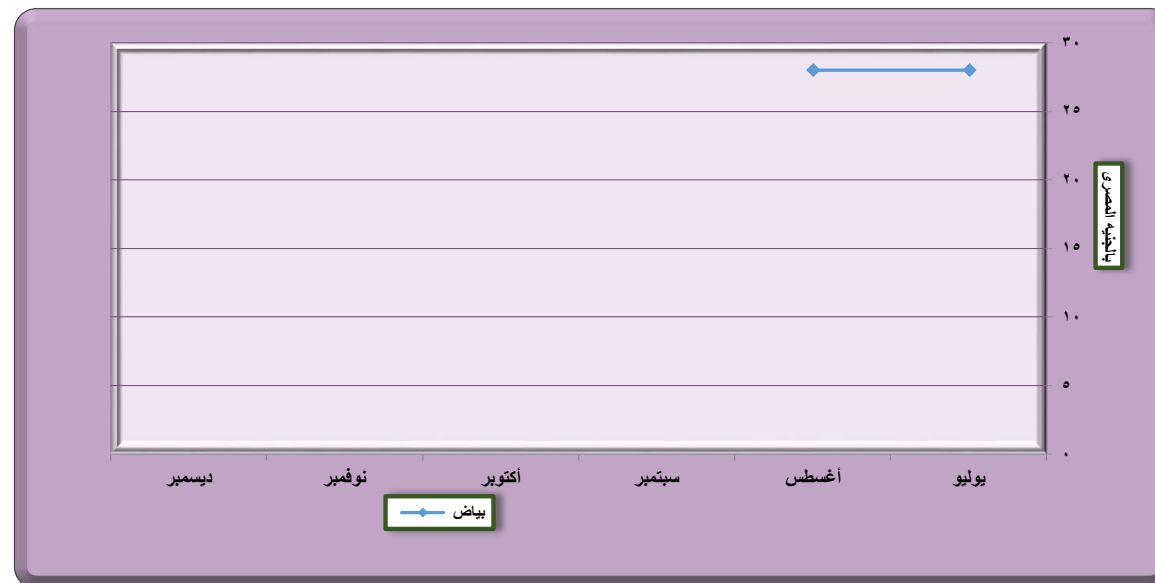 ٣٠
٢٥
٢٠
١٥
١٠
٥
٠
بالجنيه المصرى
يوليو
أغسطس
سبتمبر
أكتوبر
نوفمبر
ديسمبر
بياض